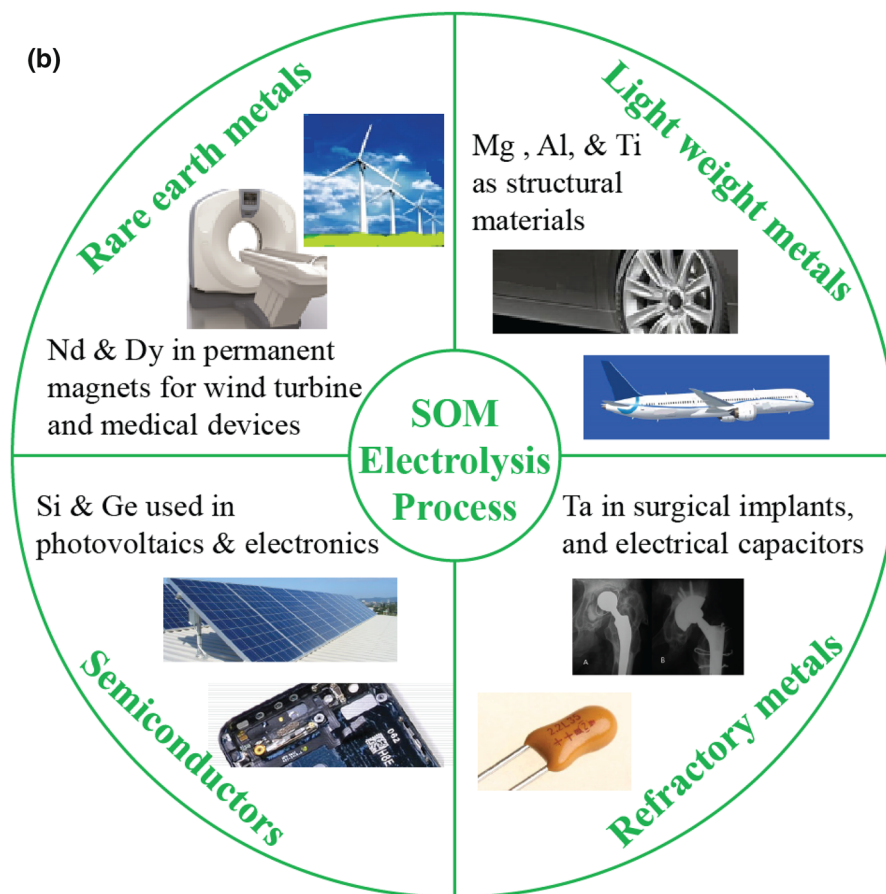 (b)
Rare earth metals
Nd & Dy in permanent
magnets for wind turbine
and medical devices
Light weight metals
Mg , Al, & Ti
as structural
materials
SOM
Electrolysis
Process
Si & Ge used in
photovoltaics & electronics
Semiconductors
Ta in surgical implants,
and electrical capacitors
A
B
Refractory metals